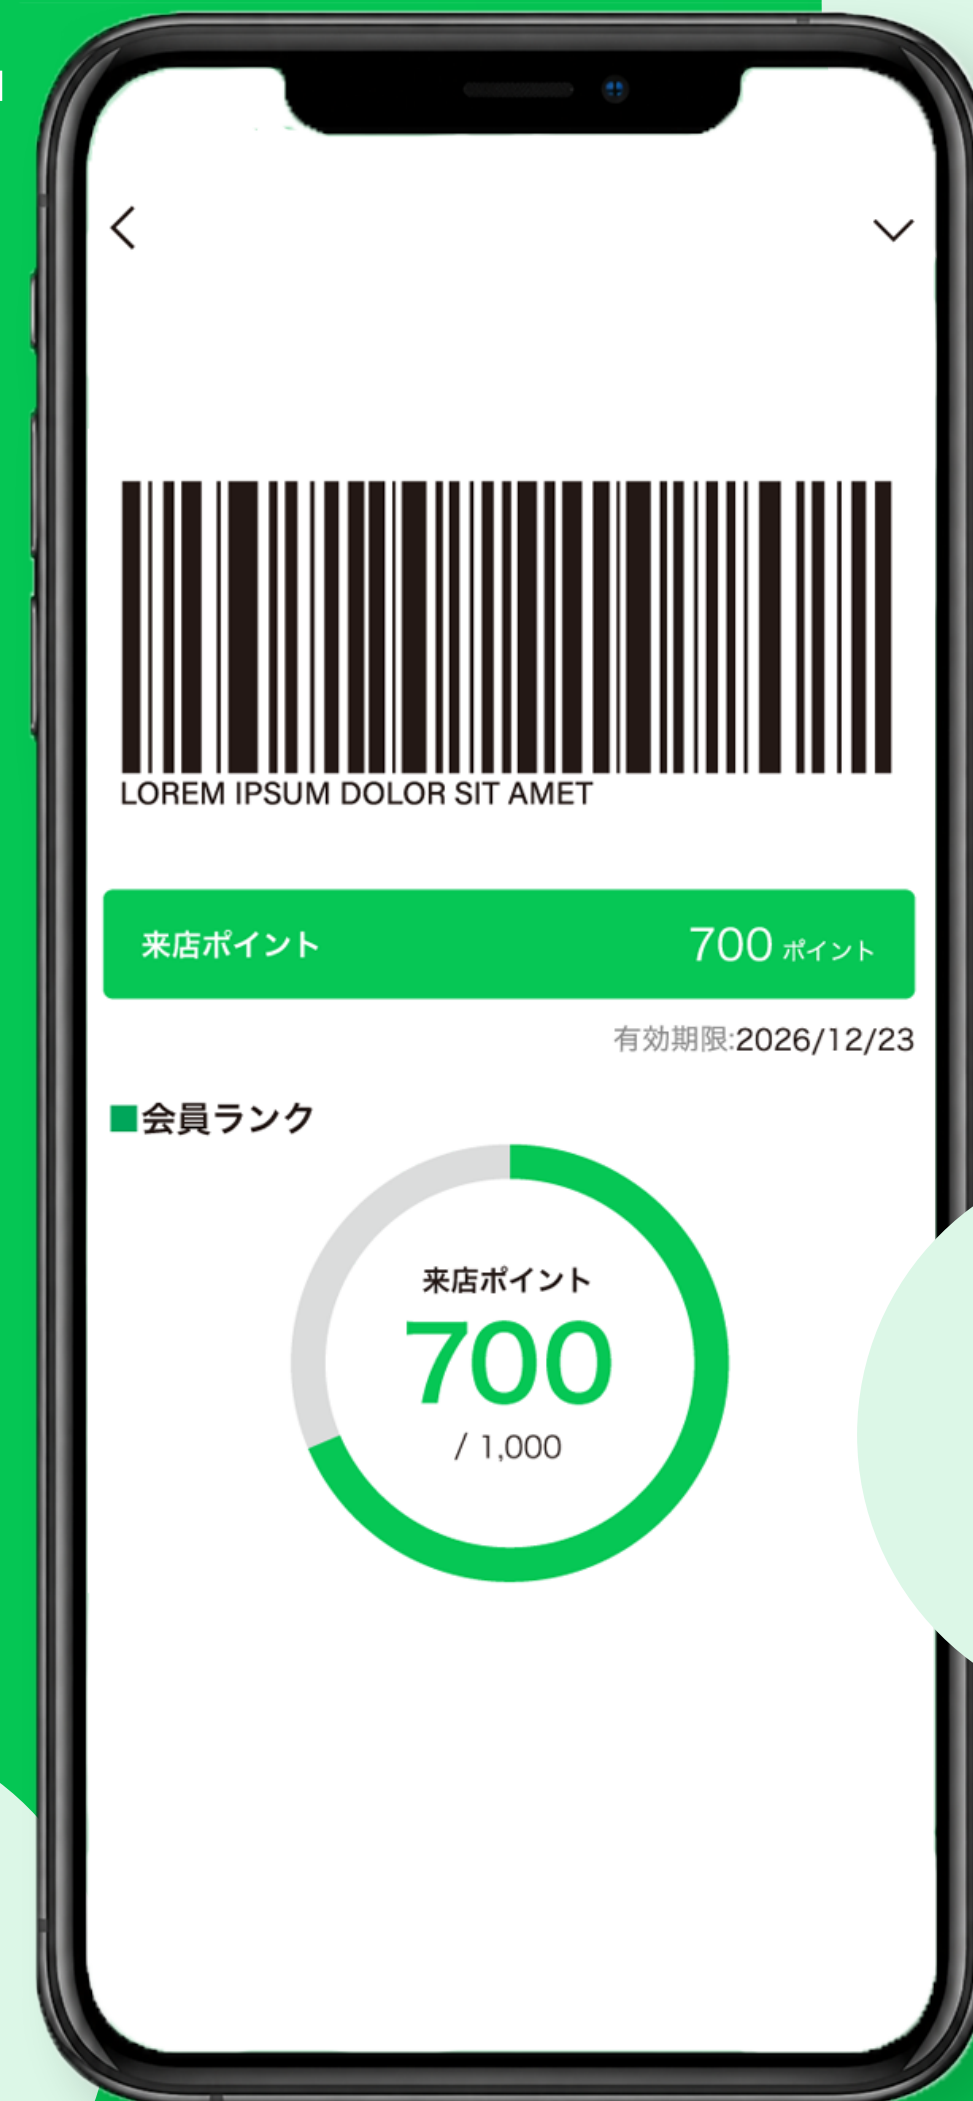 LOREM IPSUM DOLOR SIT AMET
来店ポイント 700 ポイント
有効期限:2026/12/23
■会員ランク
来店ポイント
700
/ 1,000